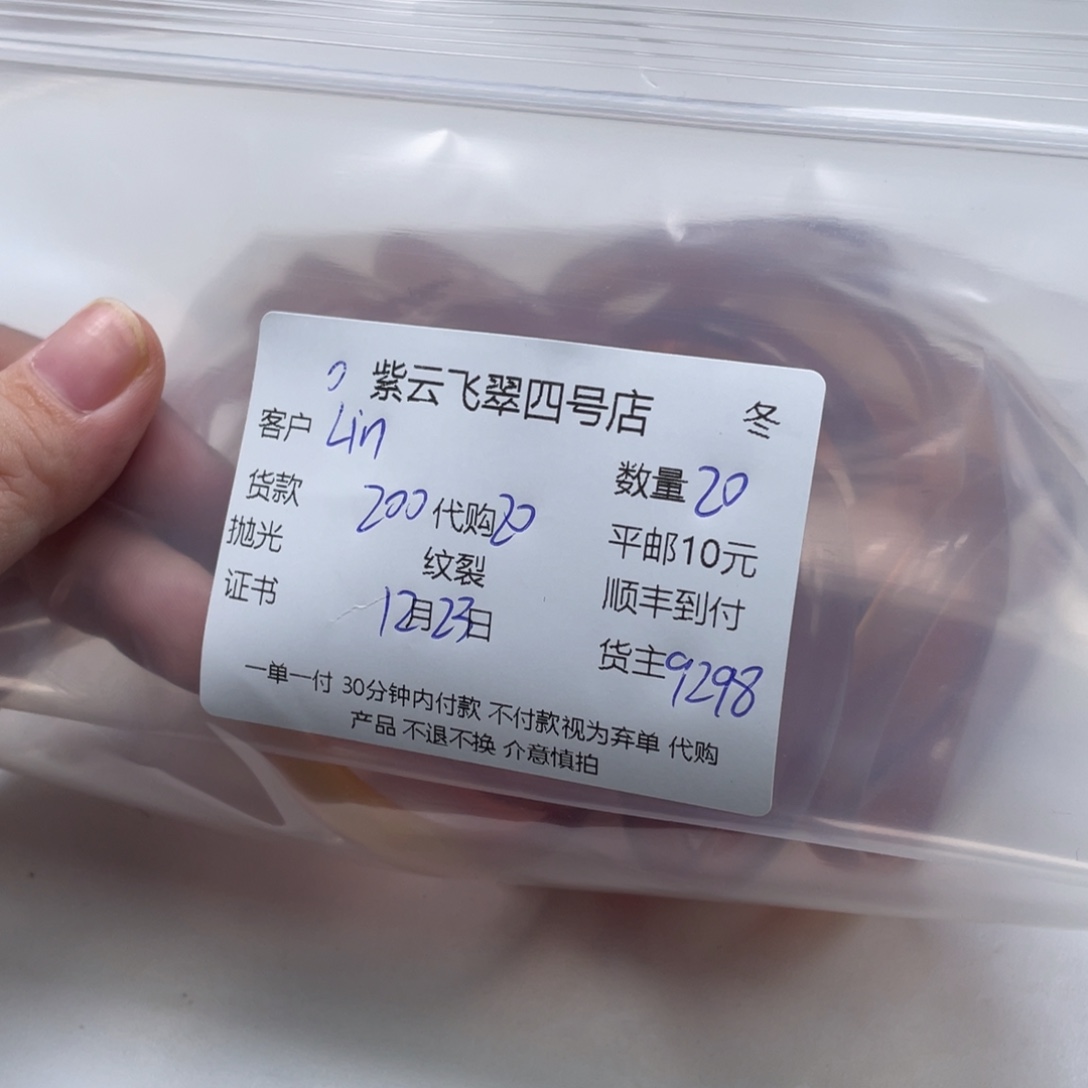 紫云飞翠四号店 冬
客户 Lin 数量 20
货款 200 代购 20 平邮10元
抛光 纹裂 顺丰到付
证书 12月23日 货主 9298
一单一付 30分钟内付款 不付款视为弃单 代购
产品 不退不换 介意慎拍